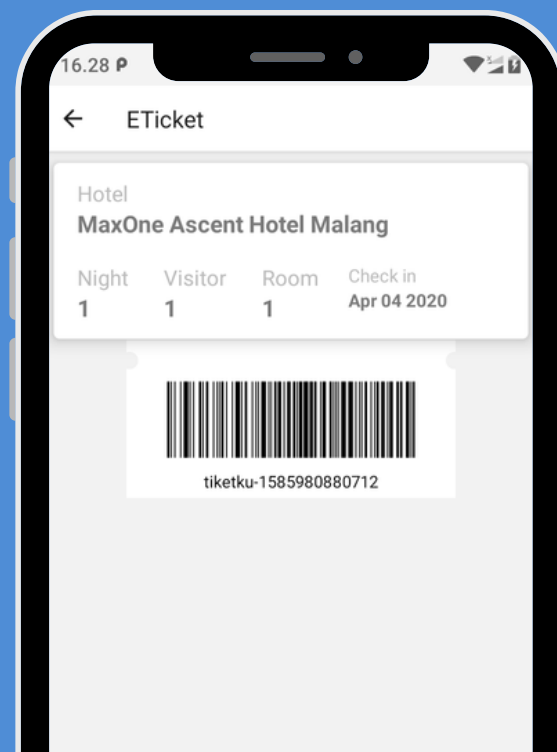 16.28 P
ETicket
Hotel
MaxOne Ascent Hotel Malang
Night Visitor Room Check in
1 1 1 Apr 04 2020
tiketku-1585980880712